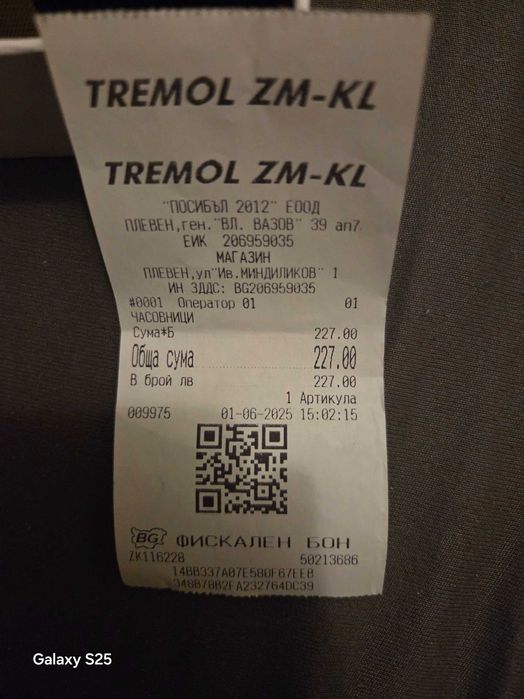 TREMOL ZM-KL
TREMOL ZM-KL
"ПОСИБЪЛ 2012" ЕООД
ПЛЕВЕН,ген."ВЛ. ВАЗОВ" 39 ап7
ЕИК 206959035
МАГАЗИН
ПЛЕВЕН,ул"Ив.МИНДИЛИКОВ" 1
ИН ЗДДС: BG206959035
#0001 Оператор 01 01
ЧАСОВНИЦИ
Сума*Б 227.00
Обща сума 227.00
В брой лв 227.00
1 Артикула
009975 01-06-2025 15:02:15
BG ФИСКАЛЕН БОН
ZK116228 50213686
14BB337A07E580F67EEB
348B7BB2FA232764DC39
Galaxy S25